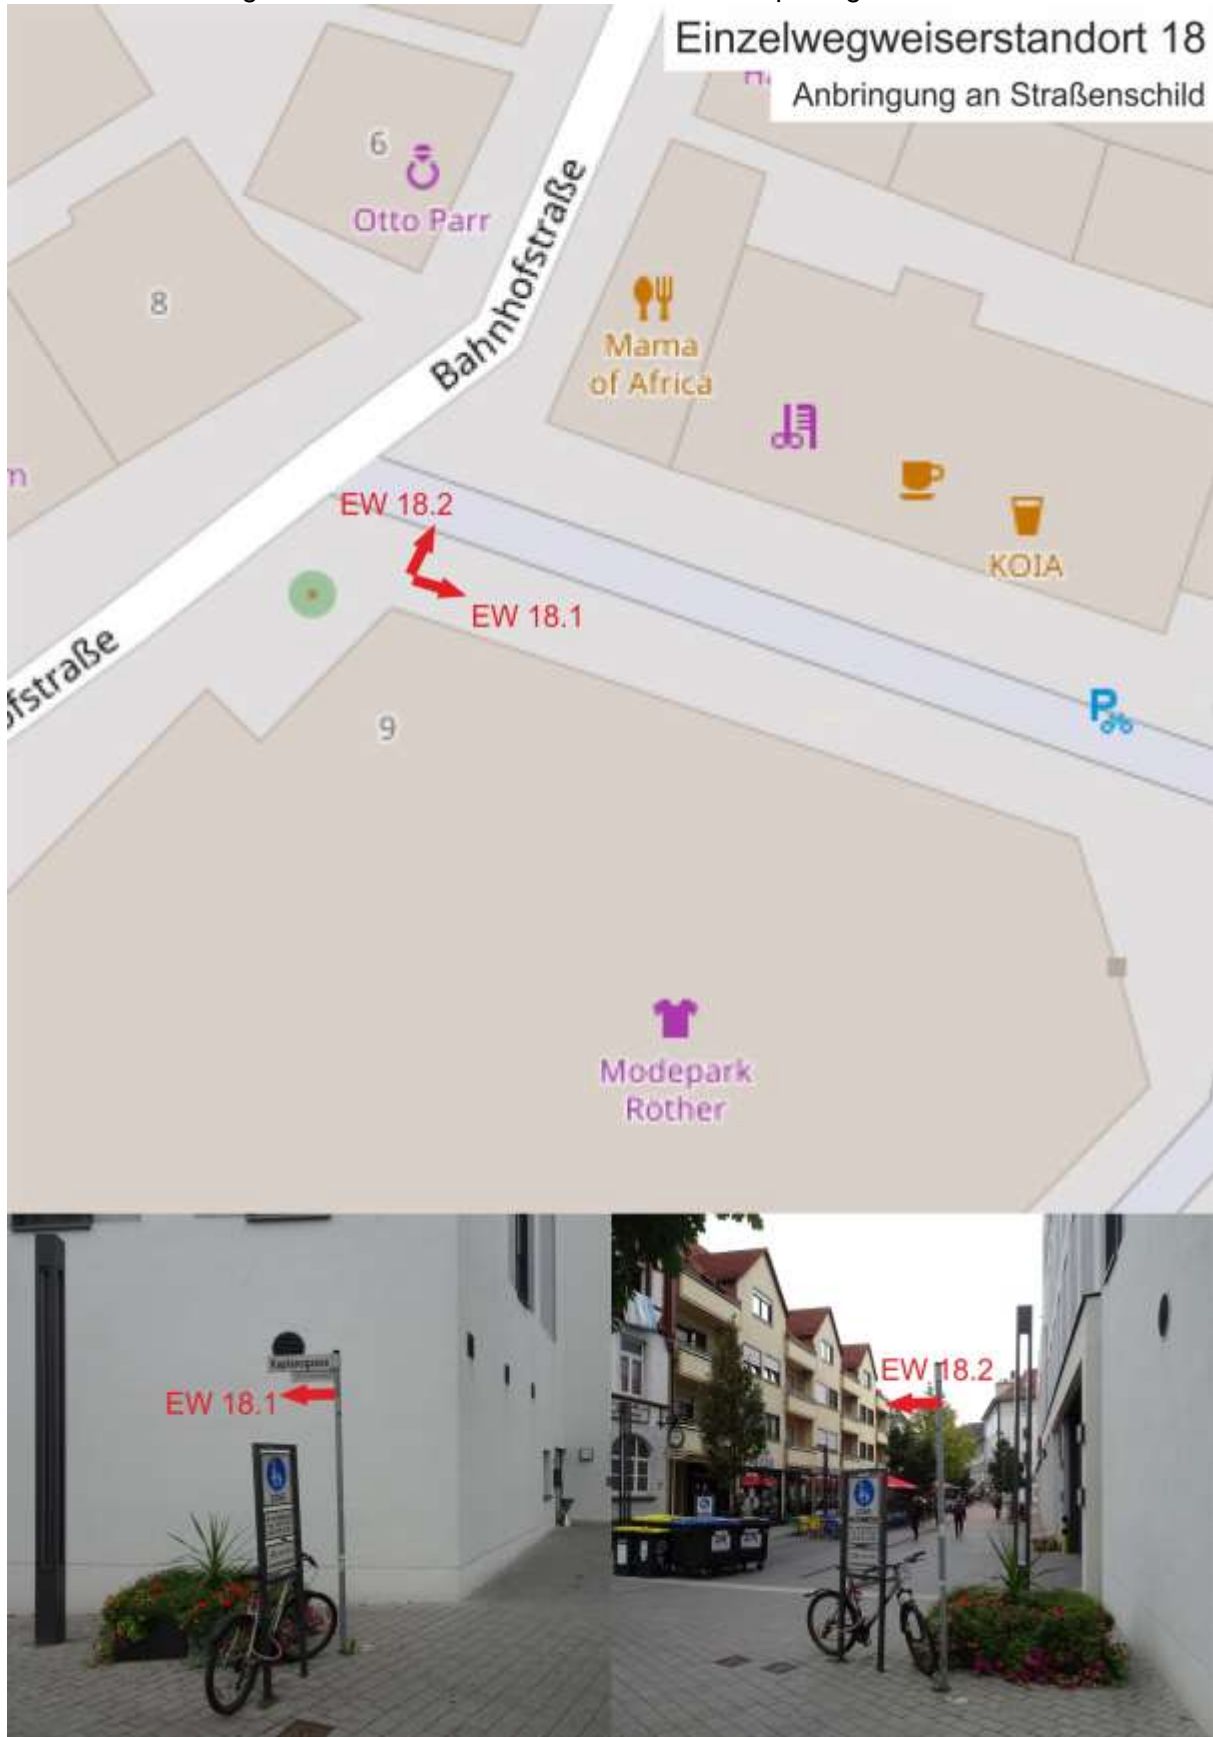 Einzelwegweiserstandort 18
Anbringung an Straßenschild
6
Otto Parr
Bahnhofstraße
8
Mama
of Africa
EW 18.2
KOIA
EW 18.1
ofstraße
9
P
Modepark
Rother
EW 18.1
EW 18.2